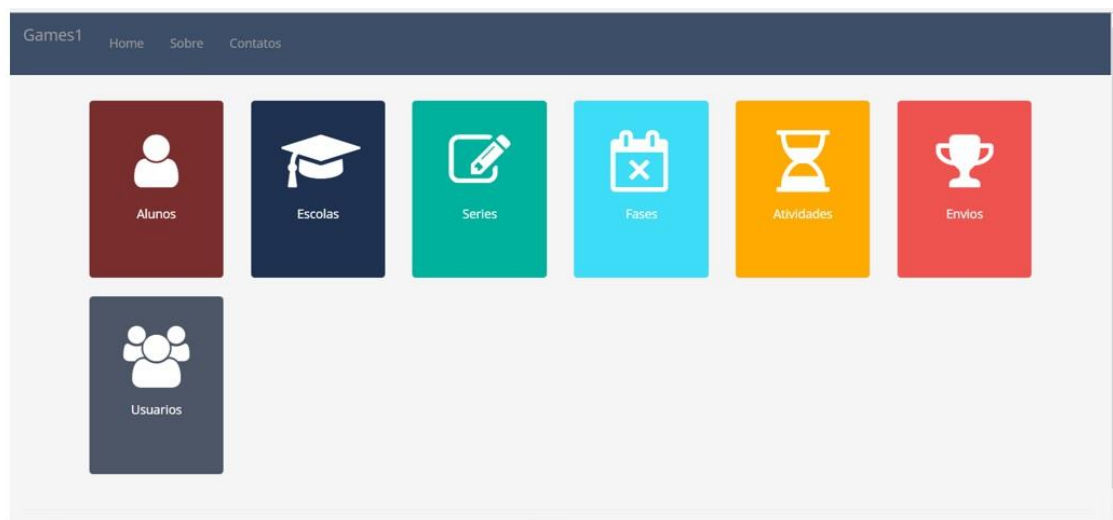 Games1
Home Sobre Contatos
Alunos
Escolas
Series
Fases
Atividades
Envios
Usuarios